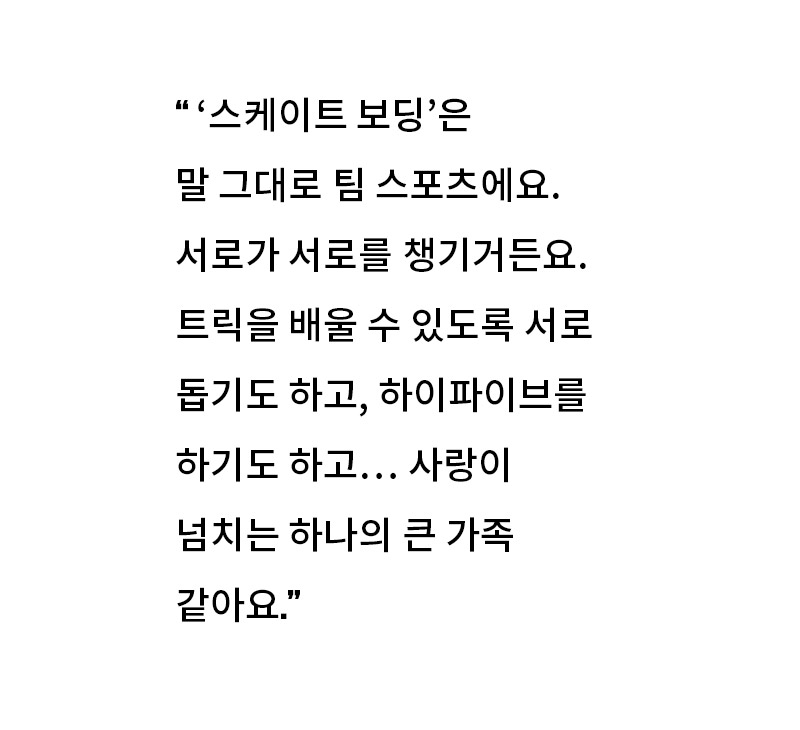 “ ‘스케이트 보딩’은
말 그대로 팀 스포츠에요.
서로가 서로를 챙기거든요.
트릭을 배울 수 있도록 서로
돕기도 하고, 하이파이브를
하기도 하고… 사랑이
넘치는 하나의 큰 가족
같아요.”